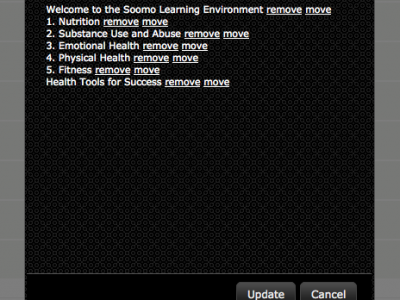 Welcome to the Soomo Learning Environment remove move
1. Nutrition remove move
2. Substance Use and Abuse remove move
3. Emotional Health remove move
4. Physical Health remove move
5. Fitness remove move
Health Tools for Success remove move
Update Cancel